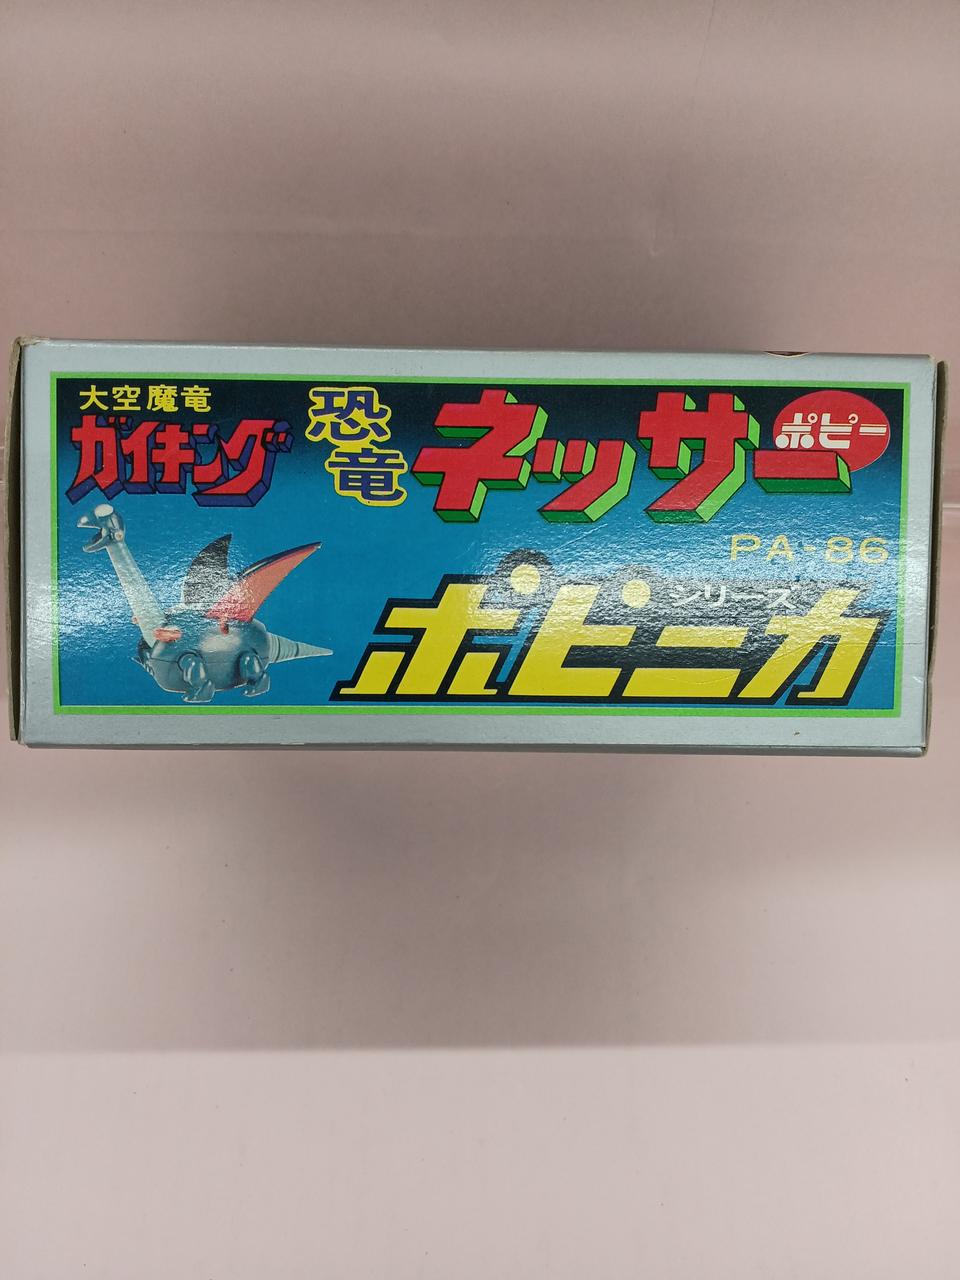 大空魔竜
ガイキング
恐竜
ネッサー
ポピー
PA-86
ポピニカ
シリーズ